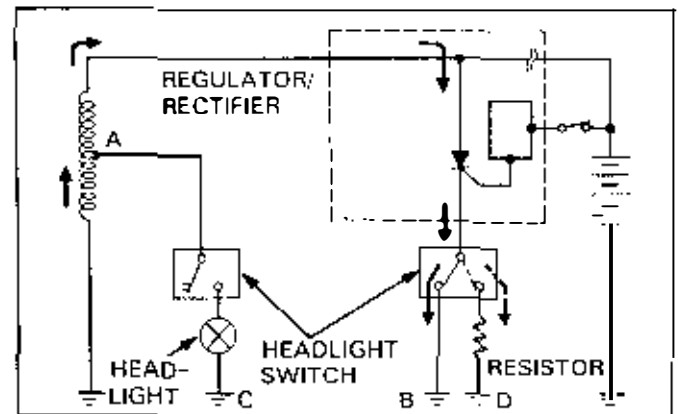 REGULATOR/
RECTIFIER
A
HEAD-
LIGHT
C
HEADLIGHT
SWITCH
B
D
RESISTOR